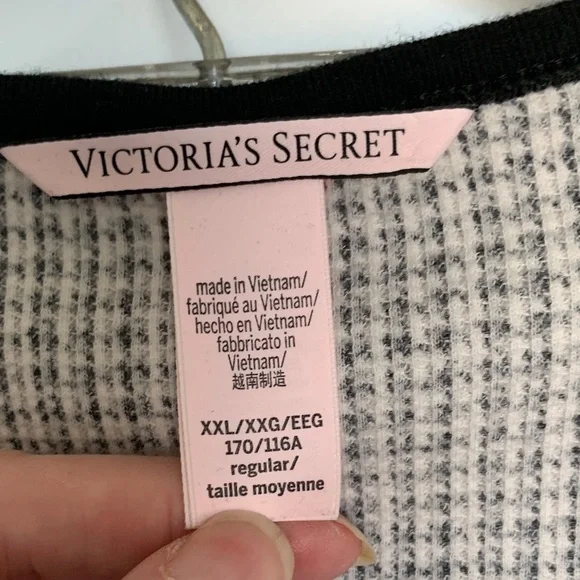 VICTORIA'S SECRET
made in Vietnam/
fabriqué au Vietnam/
hecho en Vietnam/
fabbricato in
Vietnam/
越南制造
XXL/XXG/EEG
170/116A
regular/
taille moyenne